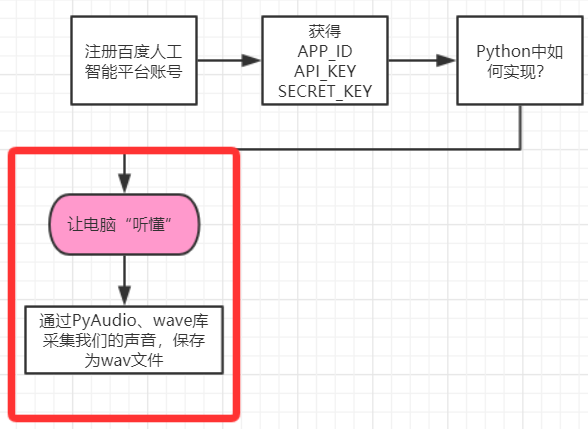 注册百度人工
智能平台账号
获得
APP_ID
API_KEY
SECRET_KEY
Python中如
何实现?
让电脑“听懂”
通过PyAudio、wave库
采集我们的声音，保存
为wav文件